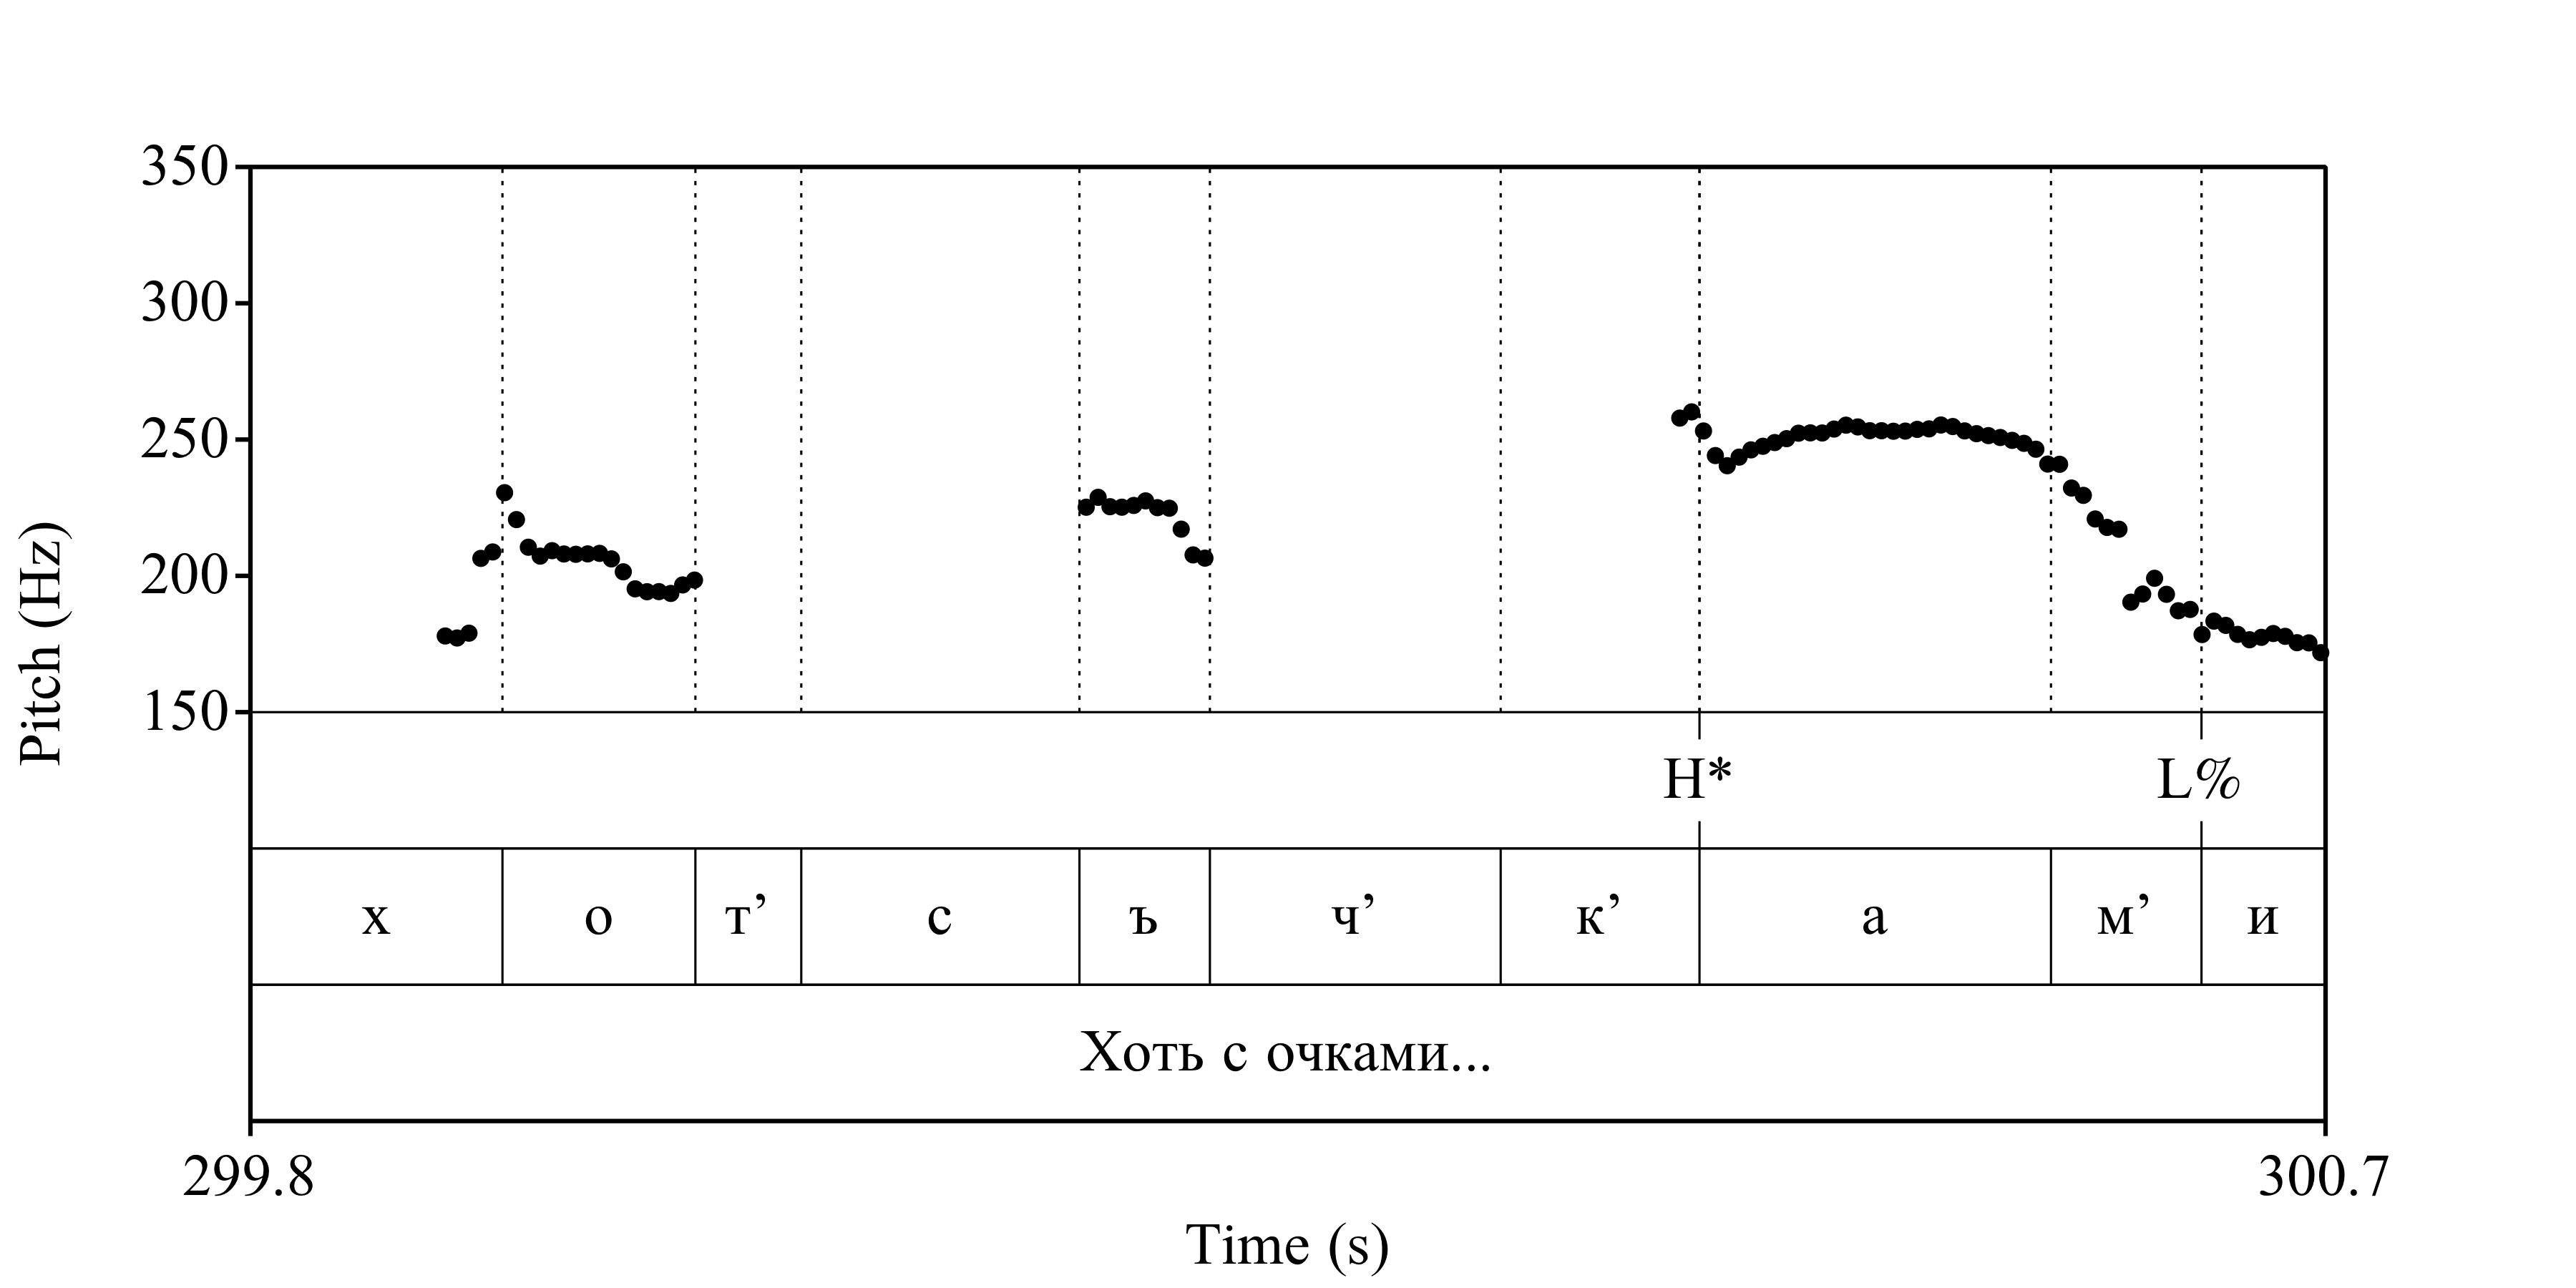 350
300
250
200
150
Pitch (Hz)
H* L%
х о т’ с ъ ч’ к’ а м’ и
Хоть с очками...
299.8 300.7
Time (s)